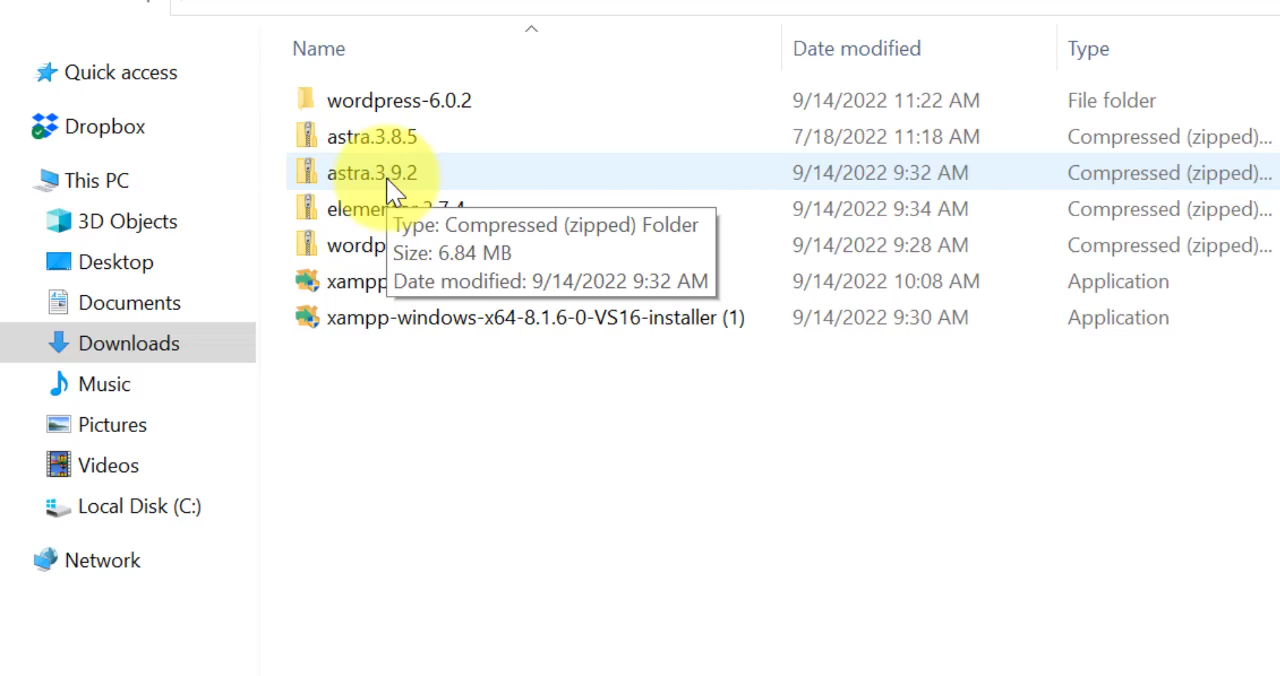 Name Date modified Type
Quick access
Dropbox
This PC
3D Objects
Desktop
Documents
Downloads
Music
Pictures
Videos
Local Disk (C:)
Network
wordpress-6.0.2 9/14/2022 11:22 AM File folder
astra.3.8.5 7/18/2022 11:18 AM Compressed (zipped)...
astra.3.9.2 9/14/2022 9:32 AM Compressed (zipped)...
9/14/2022 9:34 AM Compressed (zipped)...
wordp 9/14/2022 9:28 AM Compressed (zipped)...
xampp 9/14/2022 10:08 AM Application
xampp-windows-x64-8.1.6-0-VS16-installer (1) 9/14/2022 9:30 AM Application
Type: Compressed (zipped) Folder
Size: 6.84 MB
Date modified: 9/14/2022 9:32 AM